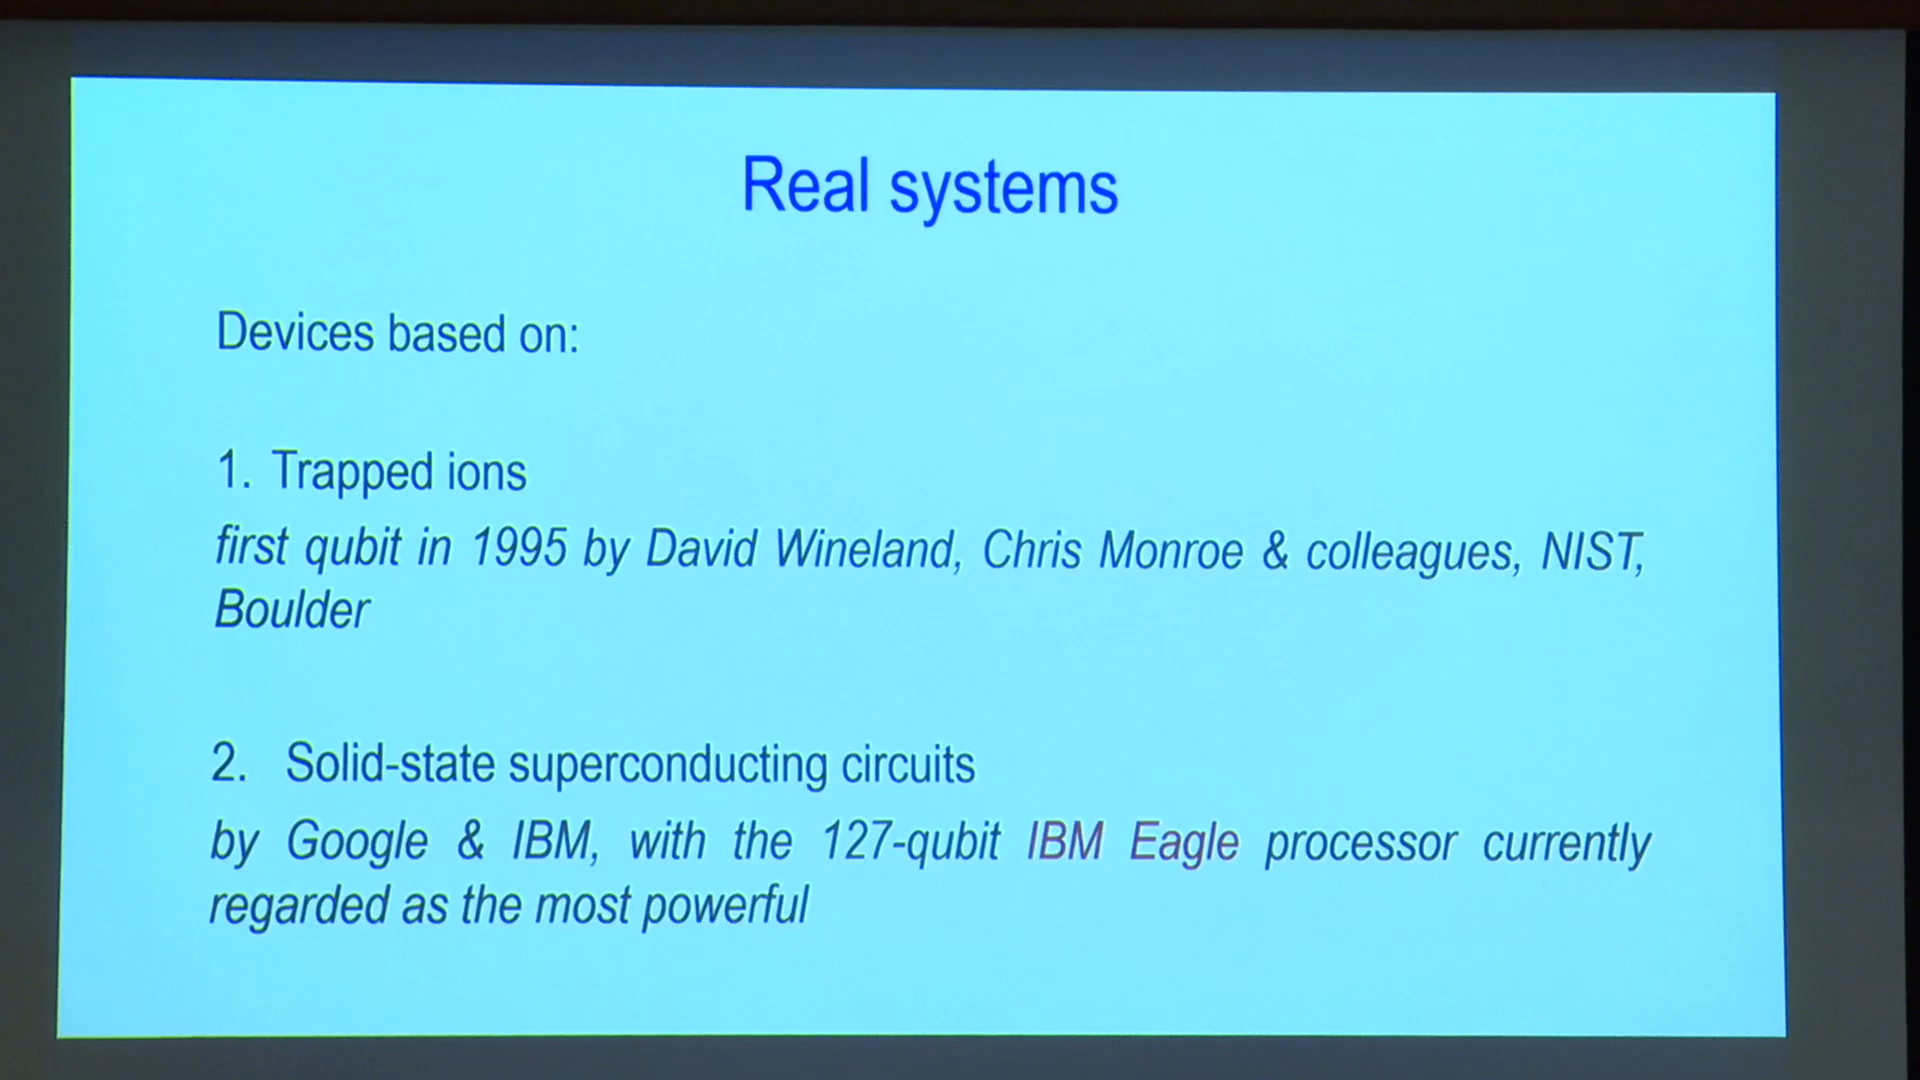 Real systems
Devices based on:
1. Trapped ions
first qubit in 1995 by David Wineland, Chris Monroe & colleagues, NIST,
Boulder
2. Solid-state superconducting circuits
by Google & IBM, with the 127-qubit IBM Eagle processor currently
regarded as the most powerful